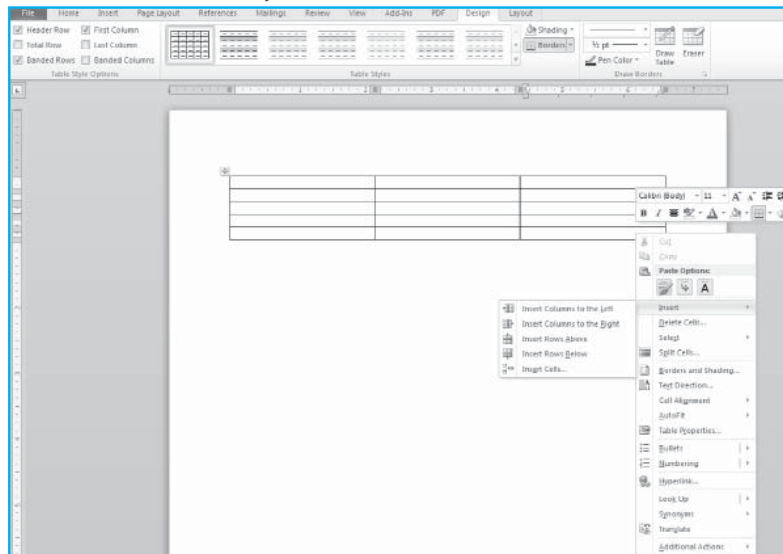 File Home Insert Page Layout References Mailings Review View Add-Ins PDF Design Layout
Header Row First Column
Total Row Last Column
Banded Rows Banded Columns
Table Style Options
Table Styles
Shading
Borders
½ pt
Pen Color
Draw Table
Eraser
Draw Borders
Calibri (Body) 11 A A
B I A
Cut
Copy
Paste Options:
A
Insert
Delete Cells...
Select
Split Cells...
Borders and Shading...
Text Direction...
Cell Alignment
AutoFit
Table Properties...
Bullets
Numbering
Hyperlink...
Look Up
Synonyms
Translate
Additional Actions
Insert Columns to the Left
Insert Columns to the Right
Insert Rows Above
Insert Rows Below
Insert Cells...